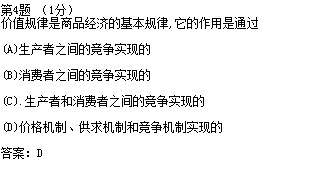 第4题 （1分）
价值规律是商品经济的基本规律,它的作用是通过
(A)生产者之间的竞争实现的
(B)消费者之间的竞争实现的
(C).生产者和消费者之间的竞争实现的
(D)价格机制、供求机制和竞争机制实现的
答案：D